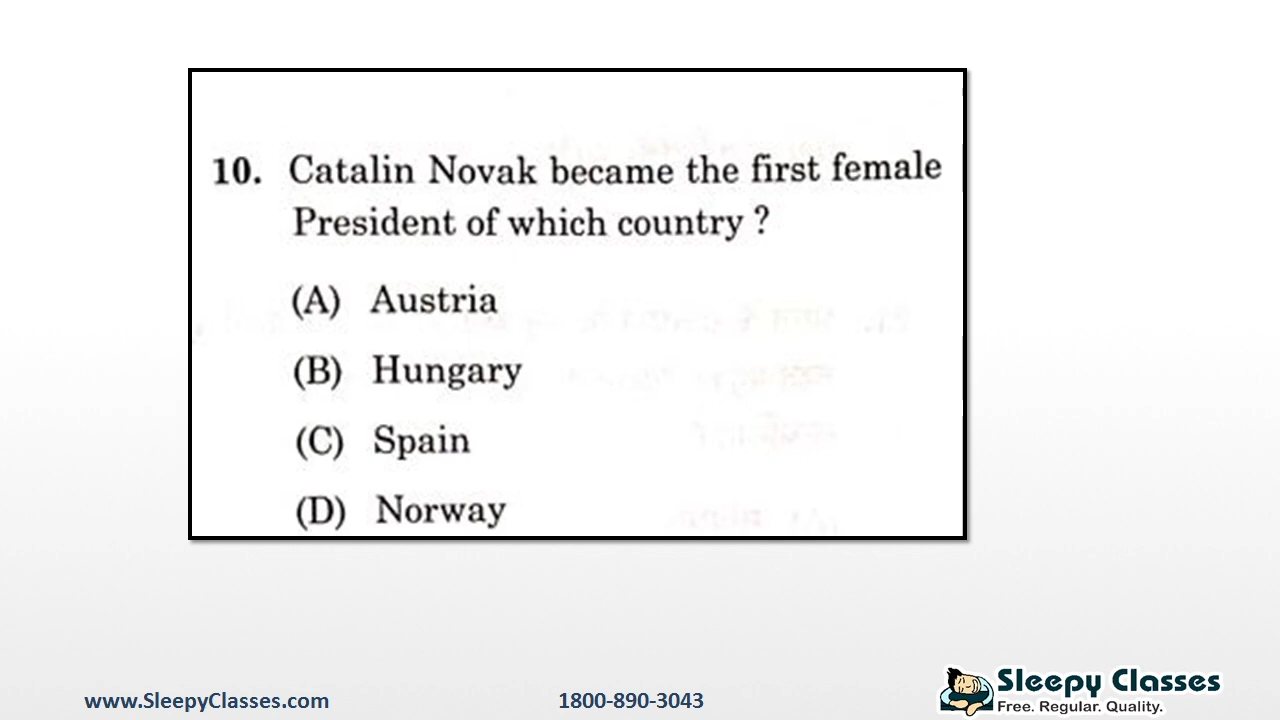 10. Catalin Novak became the first female
President of which country ?
(A) Austria
(B) Hungary
(C) Spain
(D) Norway
www.SleepyClasses.com
1800-890-3043
Sleepy Classes
Free. Regular. Quality.